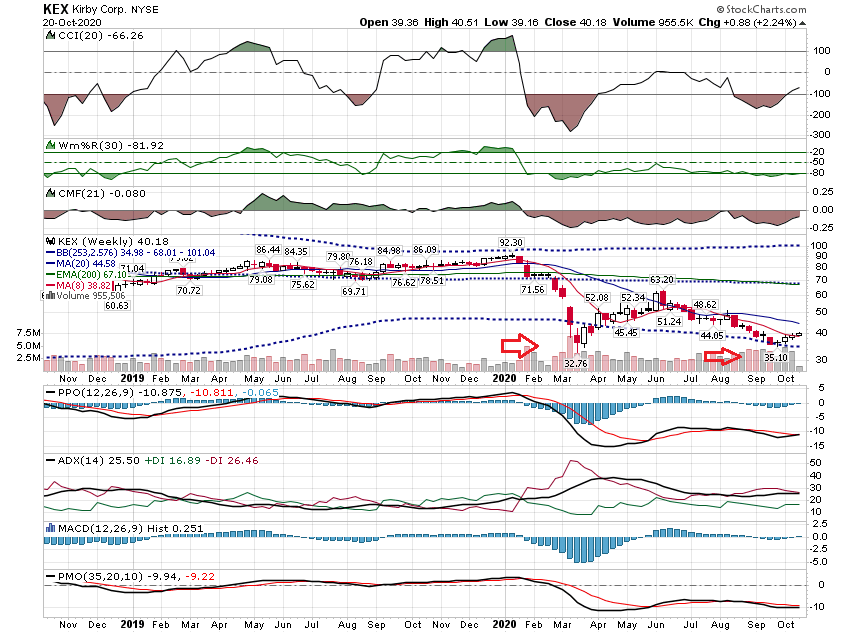 KEX Kirby Corp. NYSE © StockCharts.com
20-Oct-2020 Open 39.36 High 40.51 Low 39.16 Close 40.18 Volume 955.5K Chg +0.88 (+2.24%)
CCI(20) -66.26
100
0
-100
-200
-300
Wm%R(30) -81.92
-20
-50
-80
CMF(21) -0.080
0.25
0.00
-0.25
KEX (Weekly) 40.18
BB(253,2.576) 34.98 - 68.01 - 101.04
MA(20) 44.58
EMA(200) 67.10
MA(8) 38.82
Volume 955,506
92.30
86.44 84.35 79.80 76.18 84.98 86.09
71.04
79.08 75.62 69.71 76.62 78.51 71.56
70.72
60.63
63.20
52.08 52.34 48.62
51.24
45.45 44.05
32.76 35.10
100
90
80
70
60
50
40
30
7.5M
5.0M
2.5M
Nov Dec 2019 Feb Mar Apr May Jun Jul Aug Sep Oct Nov Dec 2020 Feb Mar Apr May Jun Jul Aug Sep Oct
PPO(12,26,9) -10.875, -10.811, -0.065
5
0
-5
-10
-15
ADX(14) 25.50 +DI 16.89 -DI 26.46
50
40
30
20
10
MACD(12,26,9) Hist 0.251
2.5
0.0
-2.5
-5.0
PMO(35,20,10) -9.94, -9.22
0
-5
-10
Nov Dec 2019 Feb Mar Apr May Jun Jul Aug Sep Oct Nov Dec 2020 Feb Mar Apr May Jun Jul Aug Sep Oct